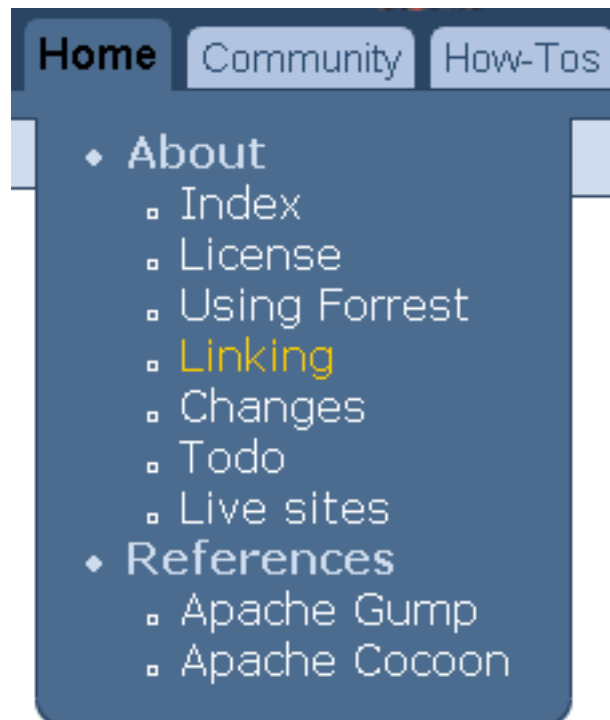 Home Community How-Tos
About
Index
License
Using Forrest
Linking
Changes
Todo
Live sites
References
Apache Gump
Apache Cocoon